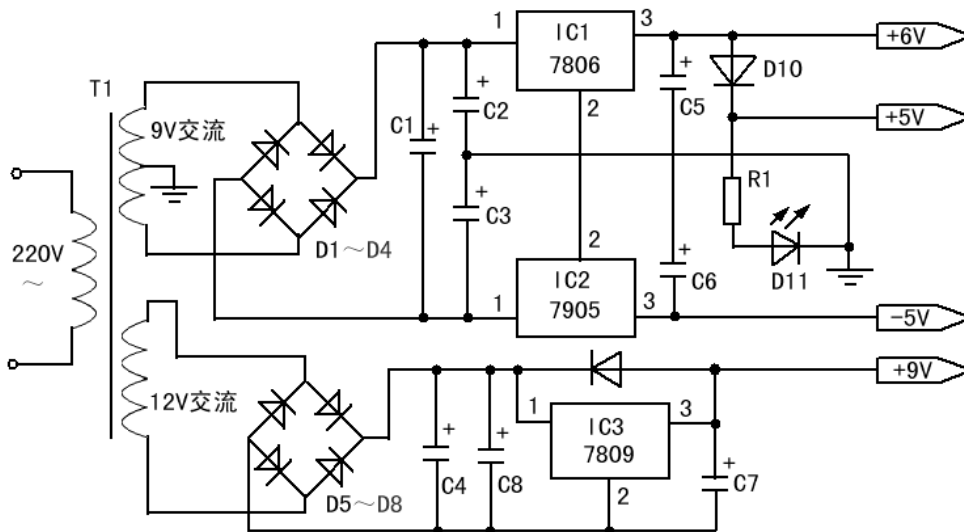 1
IC1
7806
3
+6V
T1
9V交流
C1
+
+
C2
2
+
C5
D10
+5V
+
C3
R1
220V
～
D1～D4
2
+
C6
D11
1
IC2
7905
3
-5V
12V交流
+9V
1
IC3
7809
3
+
C4
+
C8
2
+
C7
D5～D8